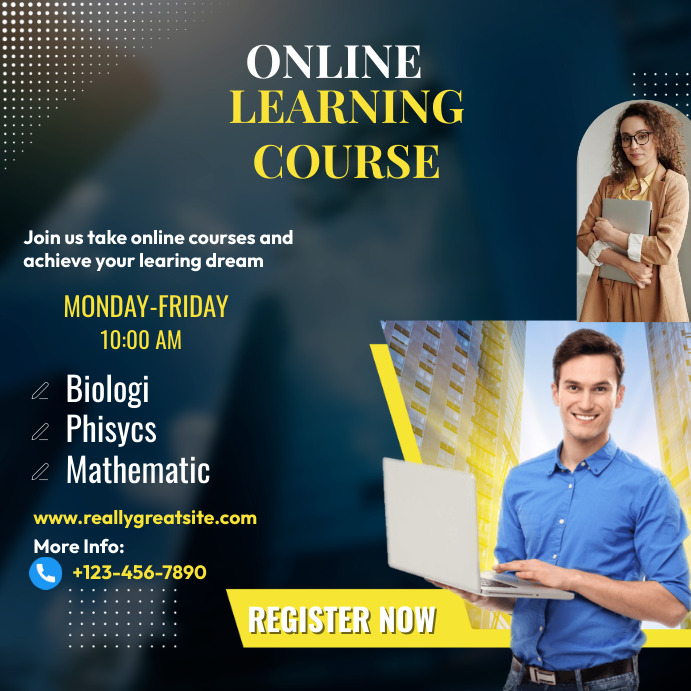 ONLINE
LEARNING
COURSE
Join us take online courses and
achieve your learing dream
MONDAY-FRIDAY
10:00 AM
Biologi
Phisycs
Mathematic
www.reallygreatsite.com
More Info:
+123-456-7890
REGISTER NOW